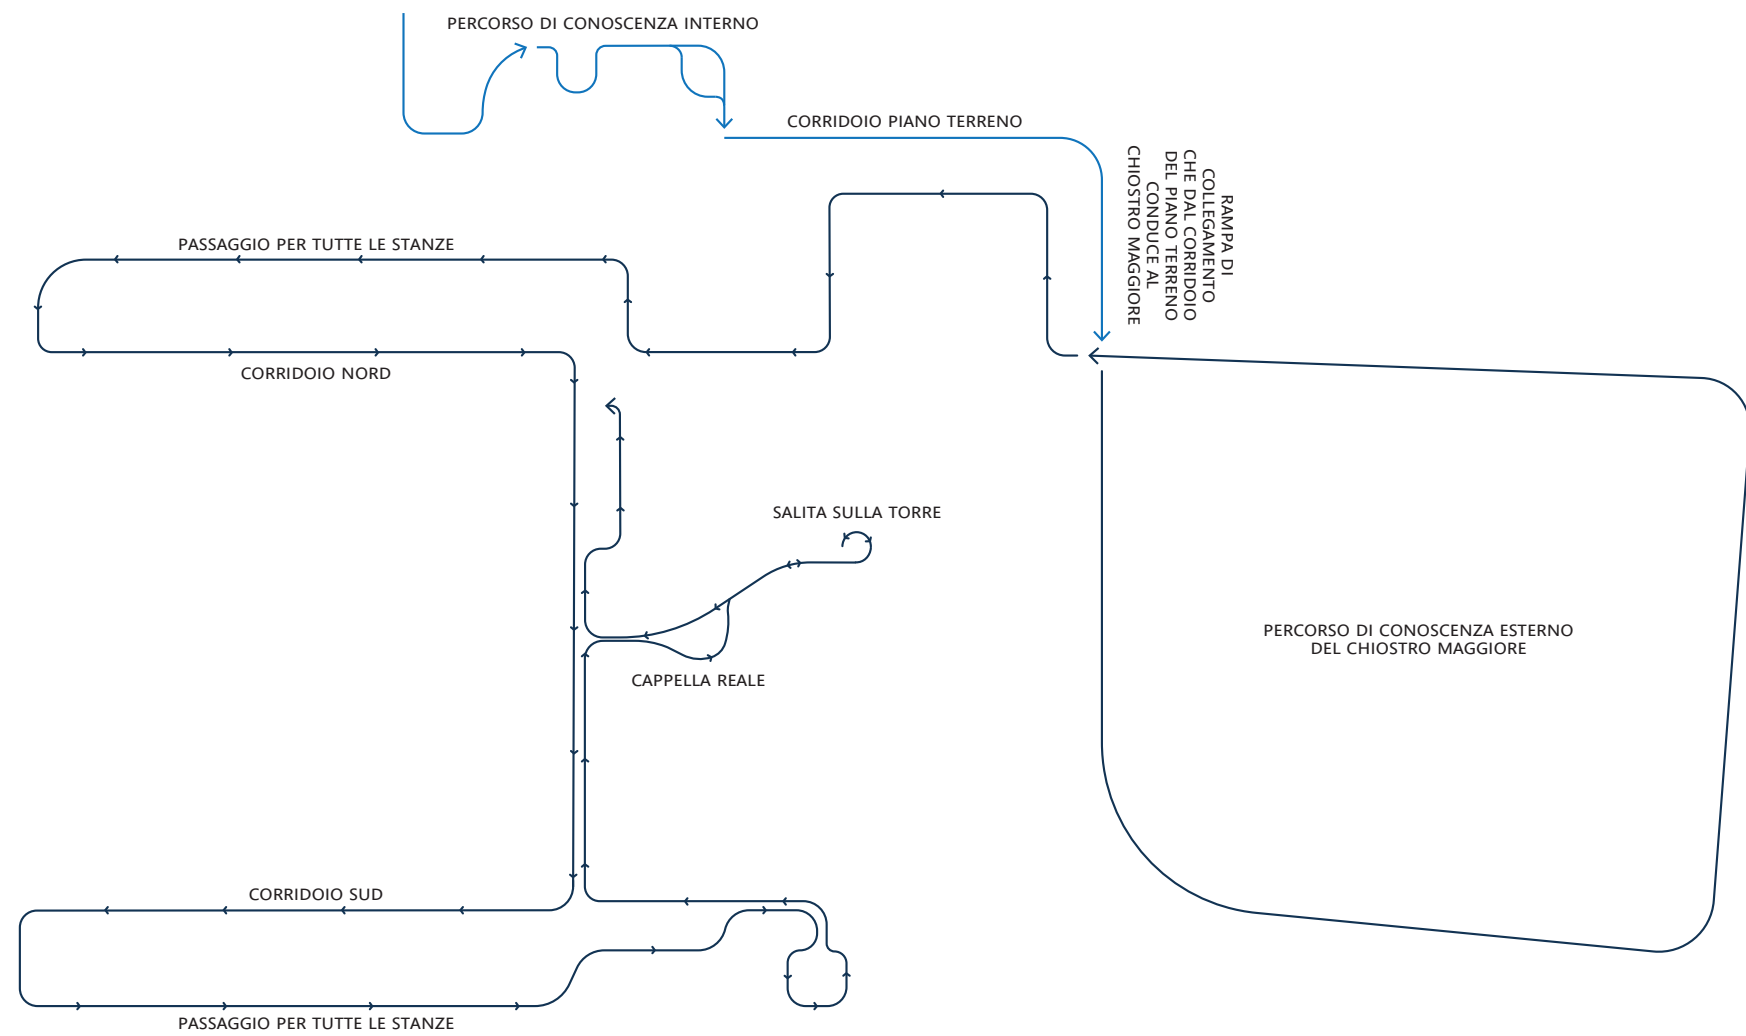 PERCORSO DI CONOSCENZA INTERNO
CORRIDOIO PIANO TERRENO
RAMPA DI
COLLEGAMENTO
CHE DAL CORRIDOIO
DEL PIANO TERRENO
CONDUCE AL
CHIOSTRO MAGGIORE
PASSAGGIO PER TUTTE LE STANZE
CORRIDOIO NORD
SALITA SULLA TORRE
CAPPELLA REALE
PERCORSO DI CONOSCENZA ESTERNO
DEL CHIOSTRO MAGGIORE
CORRIDOIO SUD
PASSAGGIO PER TUTTE LE STANZE